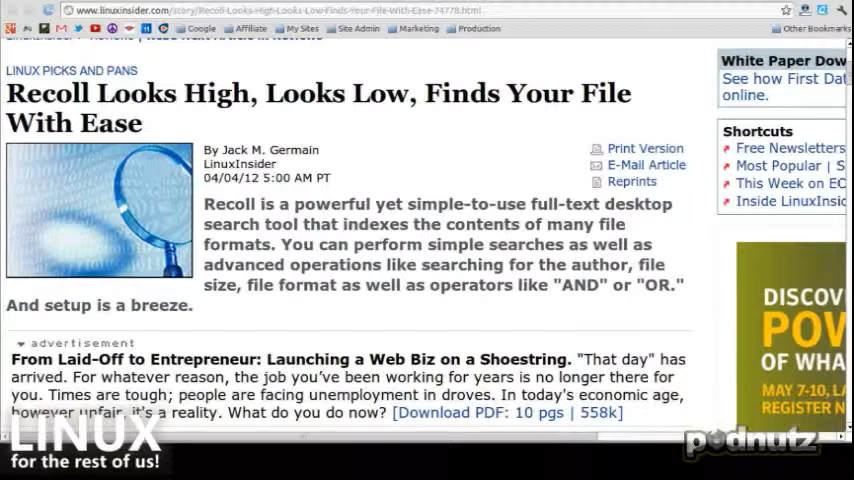 www.linuxinsider.com/story/Recoll-Looks-High-Looks-Low-Finds-Your-File-With-Ease-74778.html
Google Affiliate My Sites Site Admin Marketing Production Other Bookmarks
LINUX PICKS AND PANS
Recoll Looks High, Looks Low, Finds Your File
With Ease
By Jack M. Germain
LinuxInsider
04/04/12 5:00 AM PT
Print Version
E-Mail Article
Reprints
Recoll is a powerful yet simple-to-use full-text desktop
search tool that indexes the contents of many file
formats. You can perform simple searches as well as
advanced operations like searching for the author, file
size, file format as well as operators like "AND" or "OR."
And setup is a breeze.
advertisement
From Laid-Off to Entrepreneur: Launching a Web Biz on a Shoestring. "That day" has
arrived. For whatever reason, the job you've been working for years is no longer there for
you. Times are tough; people are facing unemployment in droves. In today's economic age,
however unfair, it's a reality. What do you do now? [Download PDF: 10 pgs | 558k]
White Paper Dow
See how First Dat
online.
Shortcuts
Free Newsletters
Most Popular | S
This Week on EC
Inside LinuxInsid
DISCOV
POW
OF WHA
MAY 7-10, LA
REGISTER N
LINUX
for the rest of us!
podnutz